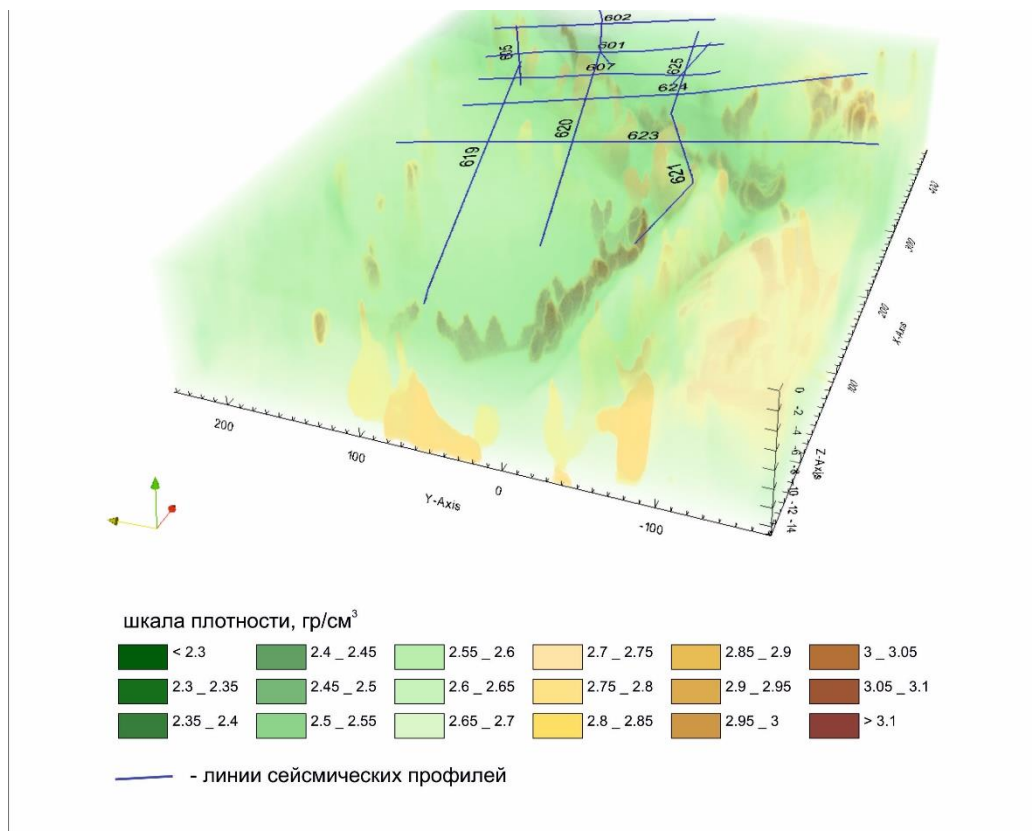 602
601
605
607
625
624
620
623
619
621
400
300
200
X-Axis
100
0
-2
-4
-6
-8
-10
-12
-14
Z-Axis
200
100
0
-100
Y-Axis
шкала плотности, гр/см³
< 2.3
2.4 _ 2.45
2.55 _ 2.6
2.7 _ 2.75
2.85 _ 2.9
3 _ 3.05
2.3 _ 2.35
2.45 _ 2.5
2.6 _ 2.65
2.75 _ 2.8
2.9 _ 2.95
3.05 _ 3.1
2.35 _ 2.4
2.5 _ 2.55
2.65 _ 2.7
2.8 _ 2.85
2.95 _ 3
> 3.1
- линии сейсмических профилей